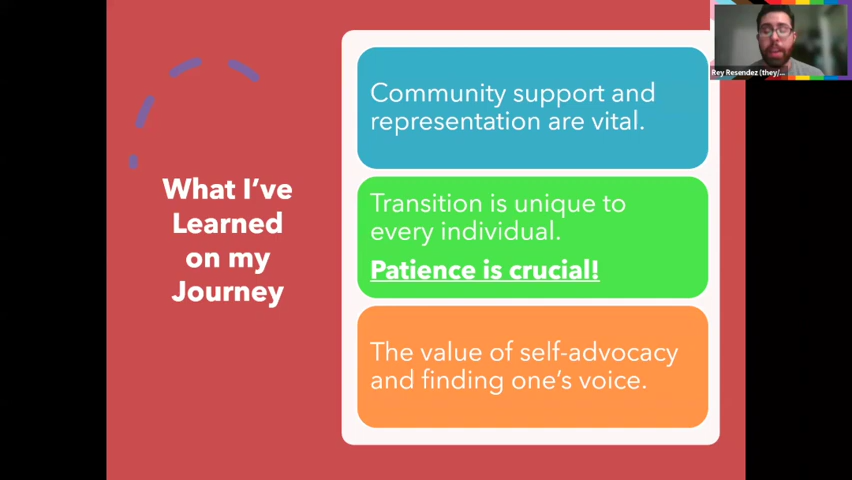 What I've
Learned
on my
Journey
Community support and
representation are vital.
Transition is unique to
every individual.
Patience is crucial!
The value of self-advocacy
and finding one's voice.
Rey Resendez (they/...